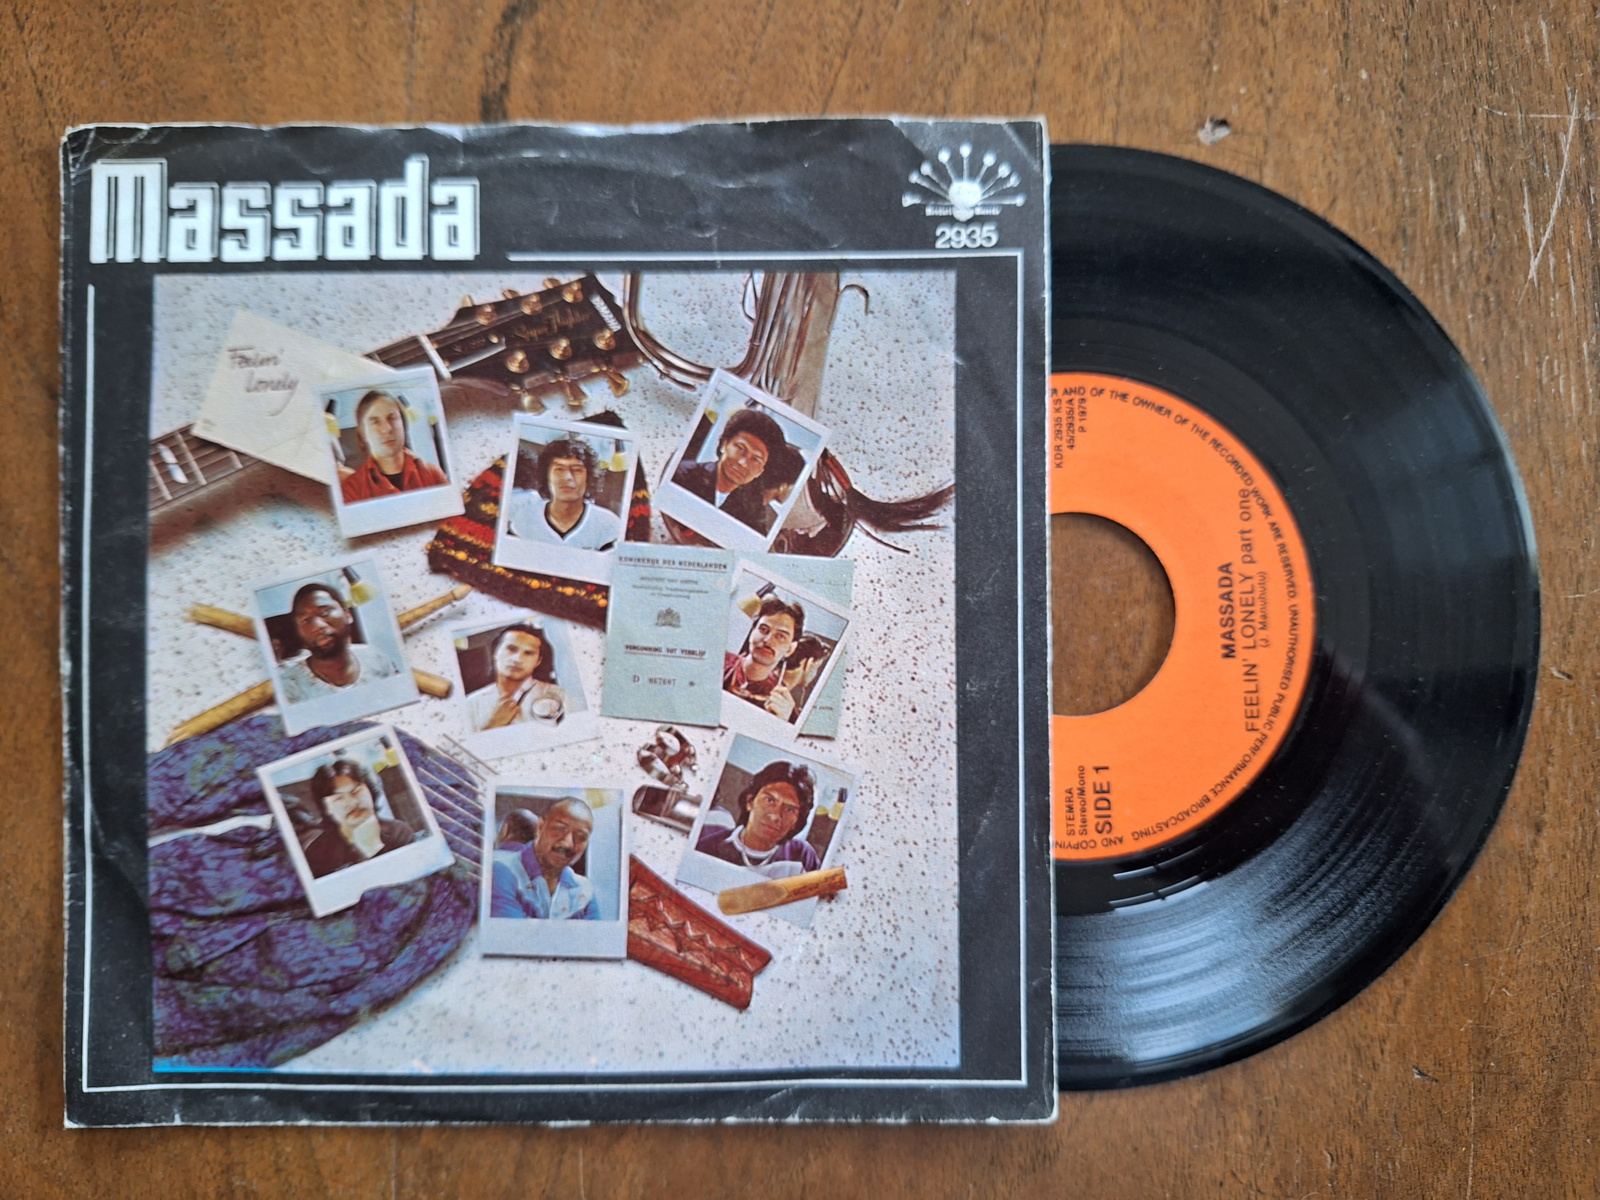 Massada
2935
Feelin'
Lonely
KONINKRIJK DER NEDERLANDEN
VERGUNNING TOT VERBLIJF
D 067607 *
R AND OF THE OWNER OF THE RECORDED WORK ARE RESERVED. UNAUTHORISED PUBLIC PERFORMANCE BROADCASTING AND COPYIN
KDR 2935 KS
45/2935/A
P 1979
MASSADA
FEELIN' LONELY part one
(J. Manuhutu)
STEMRA
Stereo/Mono
SIDE 1